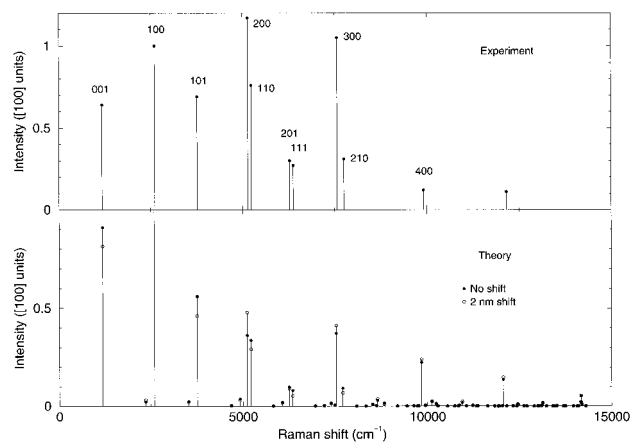 Intensity ([100] units)
1
0.5
0
001
100
101
200
110
201
111
300
210
400
Experiment
Intensity ([100] units)
0.5
0
Theory
No shift
2 nm shift
0
5000
10000
15000
Raman shift (cm⁻¹)